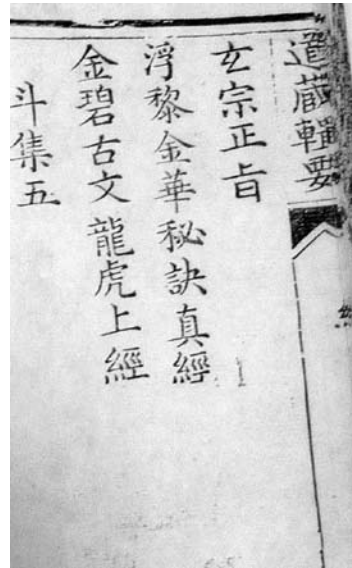 道藏輯要
玄宗正旨
浮黎金華秘訣真經
金碧古文龍虎上經
斗集五